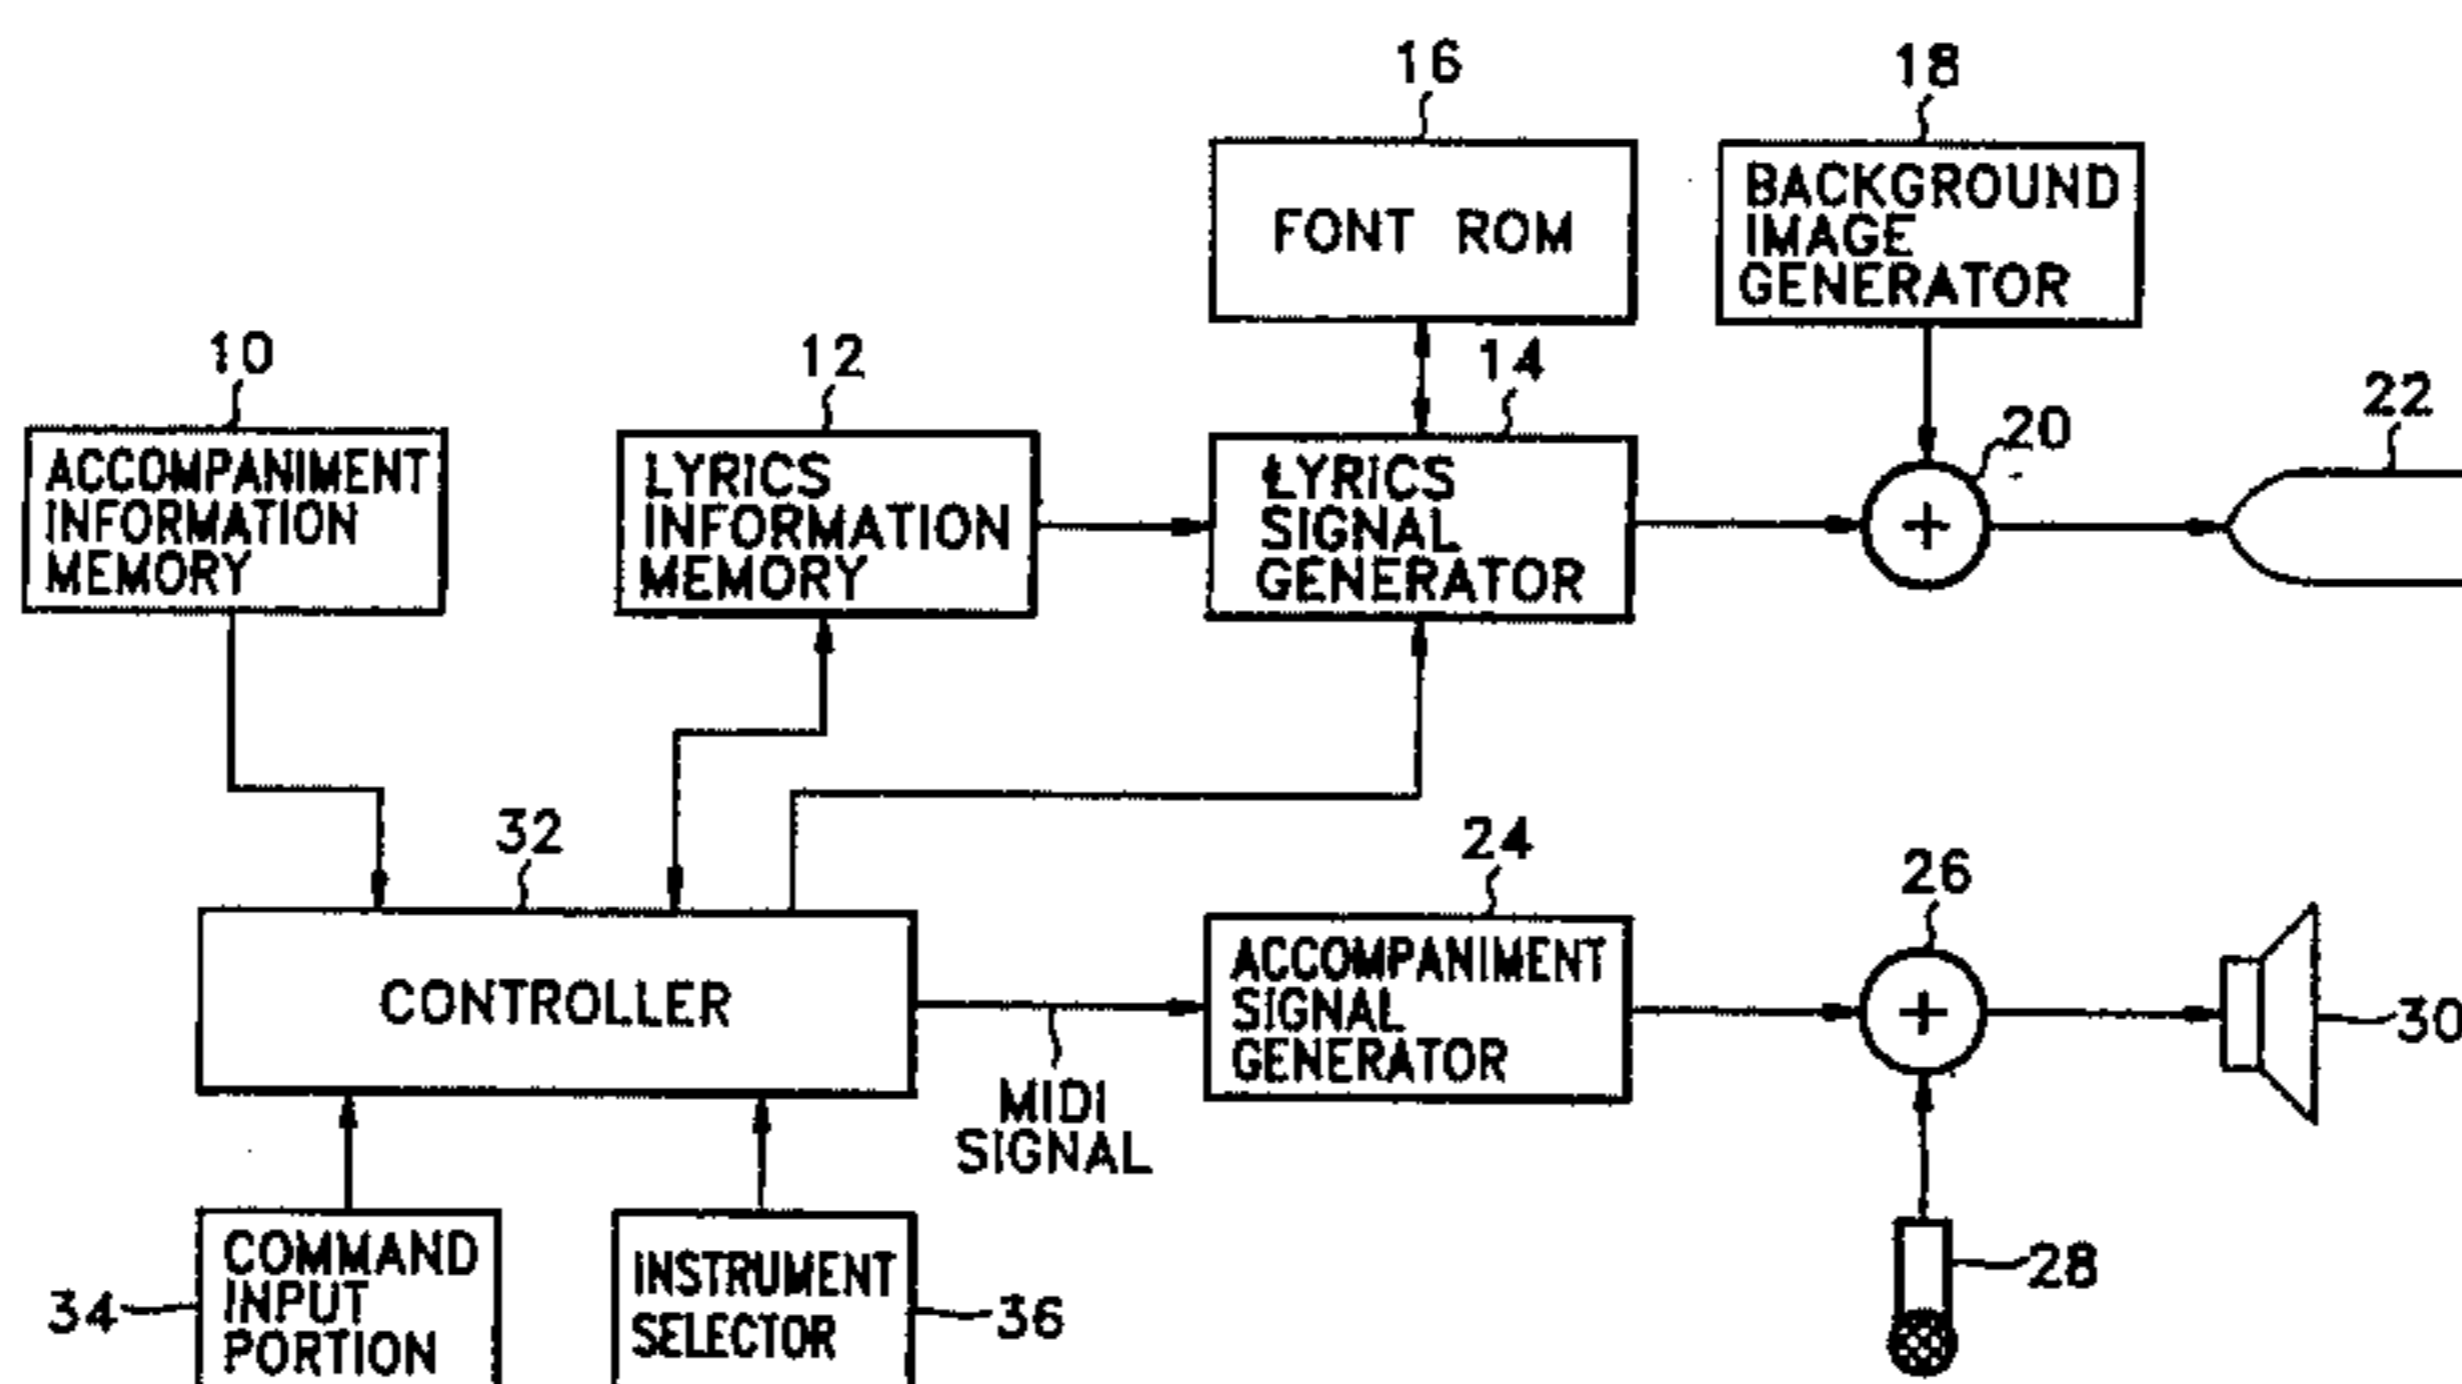 16
18
FONT ROM
BACKGROUND
IMAGE
GENERATOR
10
12
14
20
22
ACCOMPANIMENT
INFORMATION
MEMORY
LYRICS
INFORMATION
MEMORY
LYRICS
SIGNAL
GENERATOR
+
32
24
26
CONTROLLER
ACCOMPANIMENT
SIGNAL
GENERATOR
+
30
MIDI
SIGNAL
34
COMMAND
INPUT
PORTION
INSTRUMENT
SELECTOR
36
28